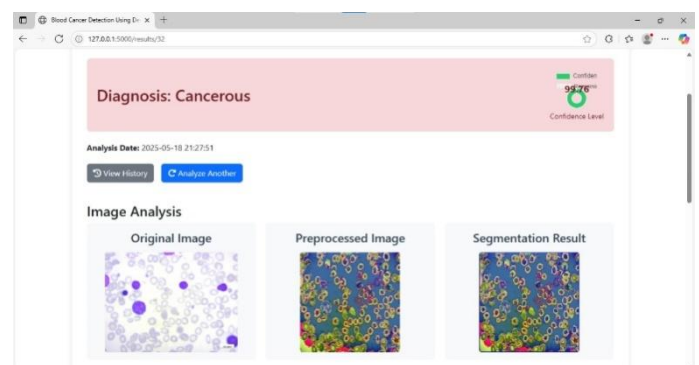 Blood Cancer Detection Using De
127.0.0.1:5000/results/32
Diagnosis: Cancerous
Confiden
99.76
Confidence Level
Analysis Date: 2025-05-18 21:27:51
View History
Analyze Another
Image Analysis
Original Image
Preprocessed Image
Segmentation Result